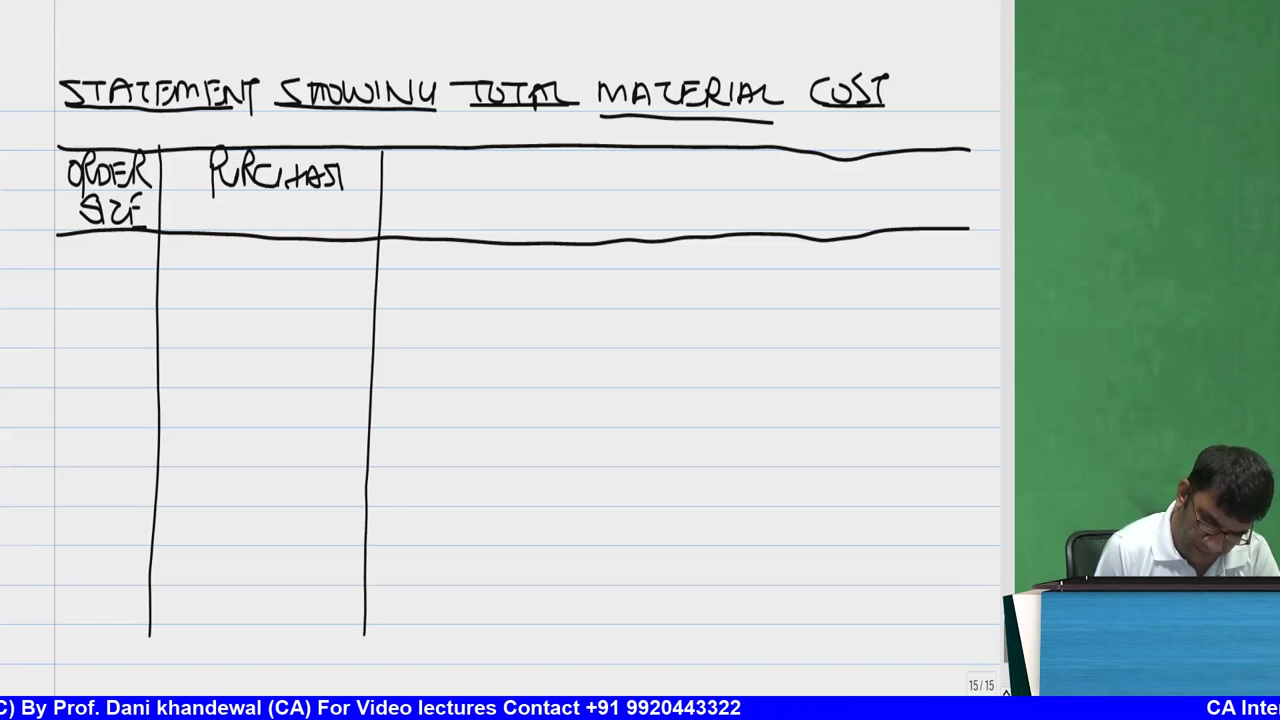 STATEMENT SHOWING TOTAL MATERIAL COST
ORDER PURCHASE
SIZE
15/15
C) By Prof. Dani khandewal (CA) For Video lectures Contact +91 9920443322 CA Inte